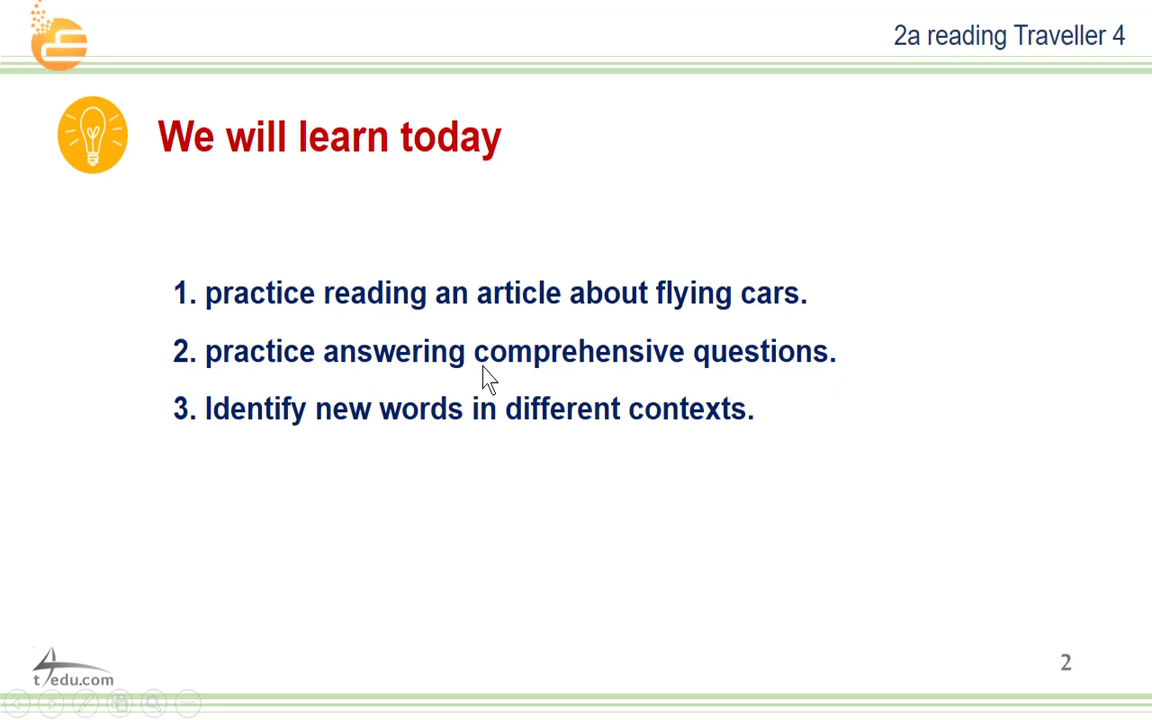 2a reading Traveller 4
We will learn today
1. practice reading an article about flying cars.
2. practice answering comprehensive questions.
3. Identify new words in different contexts.
t4edu.com
2